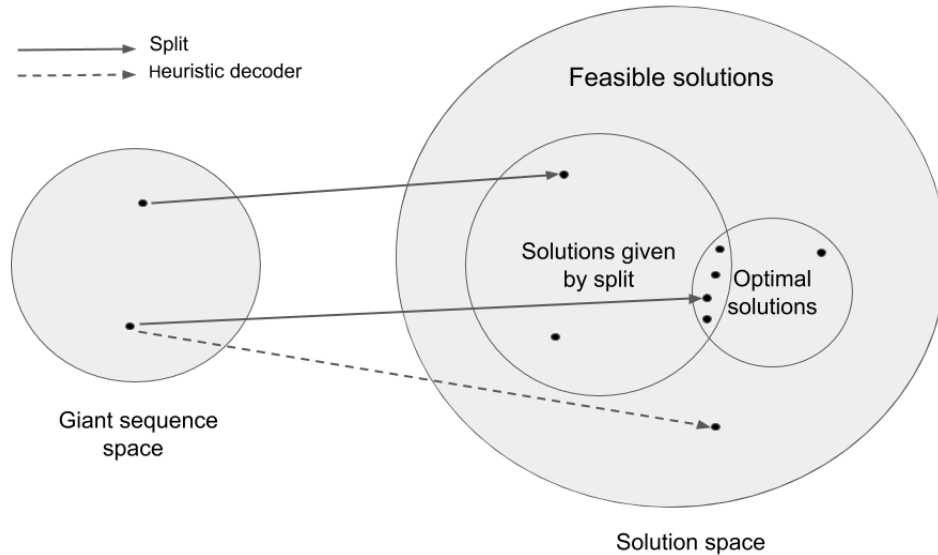 Split
Heuristic decoder
Feasible solutions
Solutions given
by split
Optimal
solutions
Giant sequence
space
Solution space